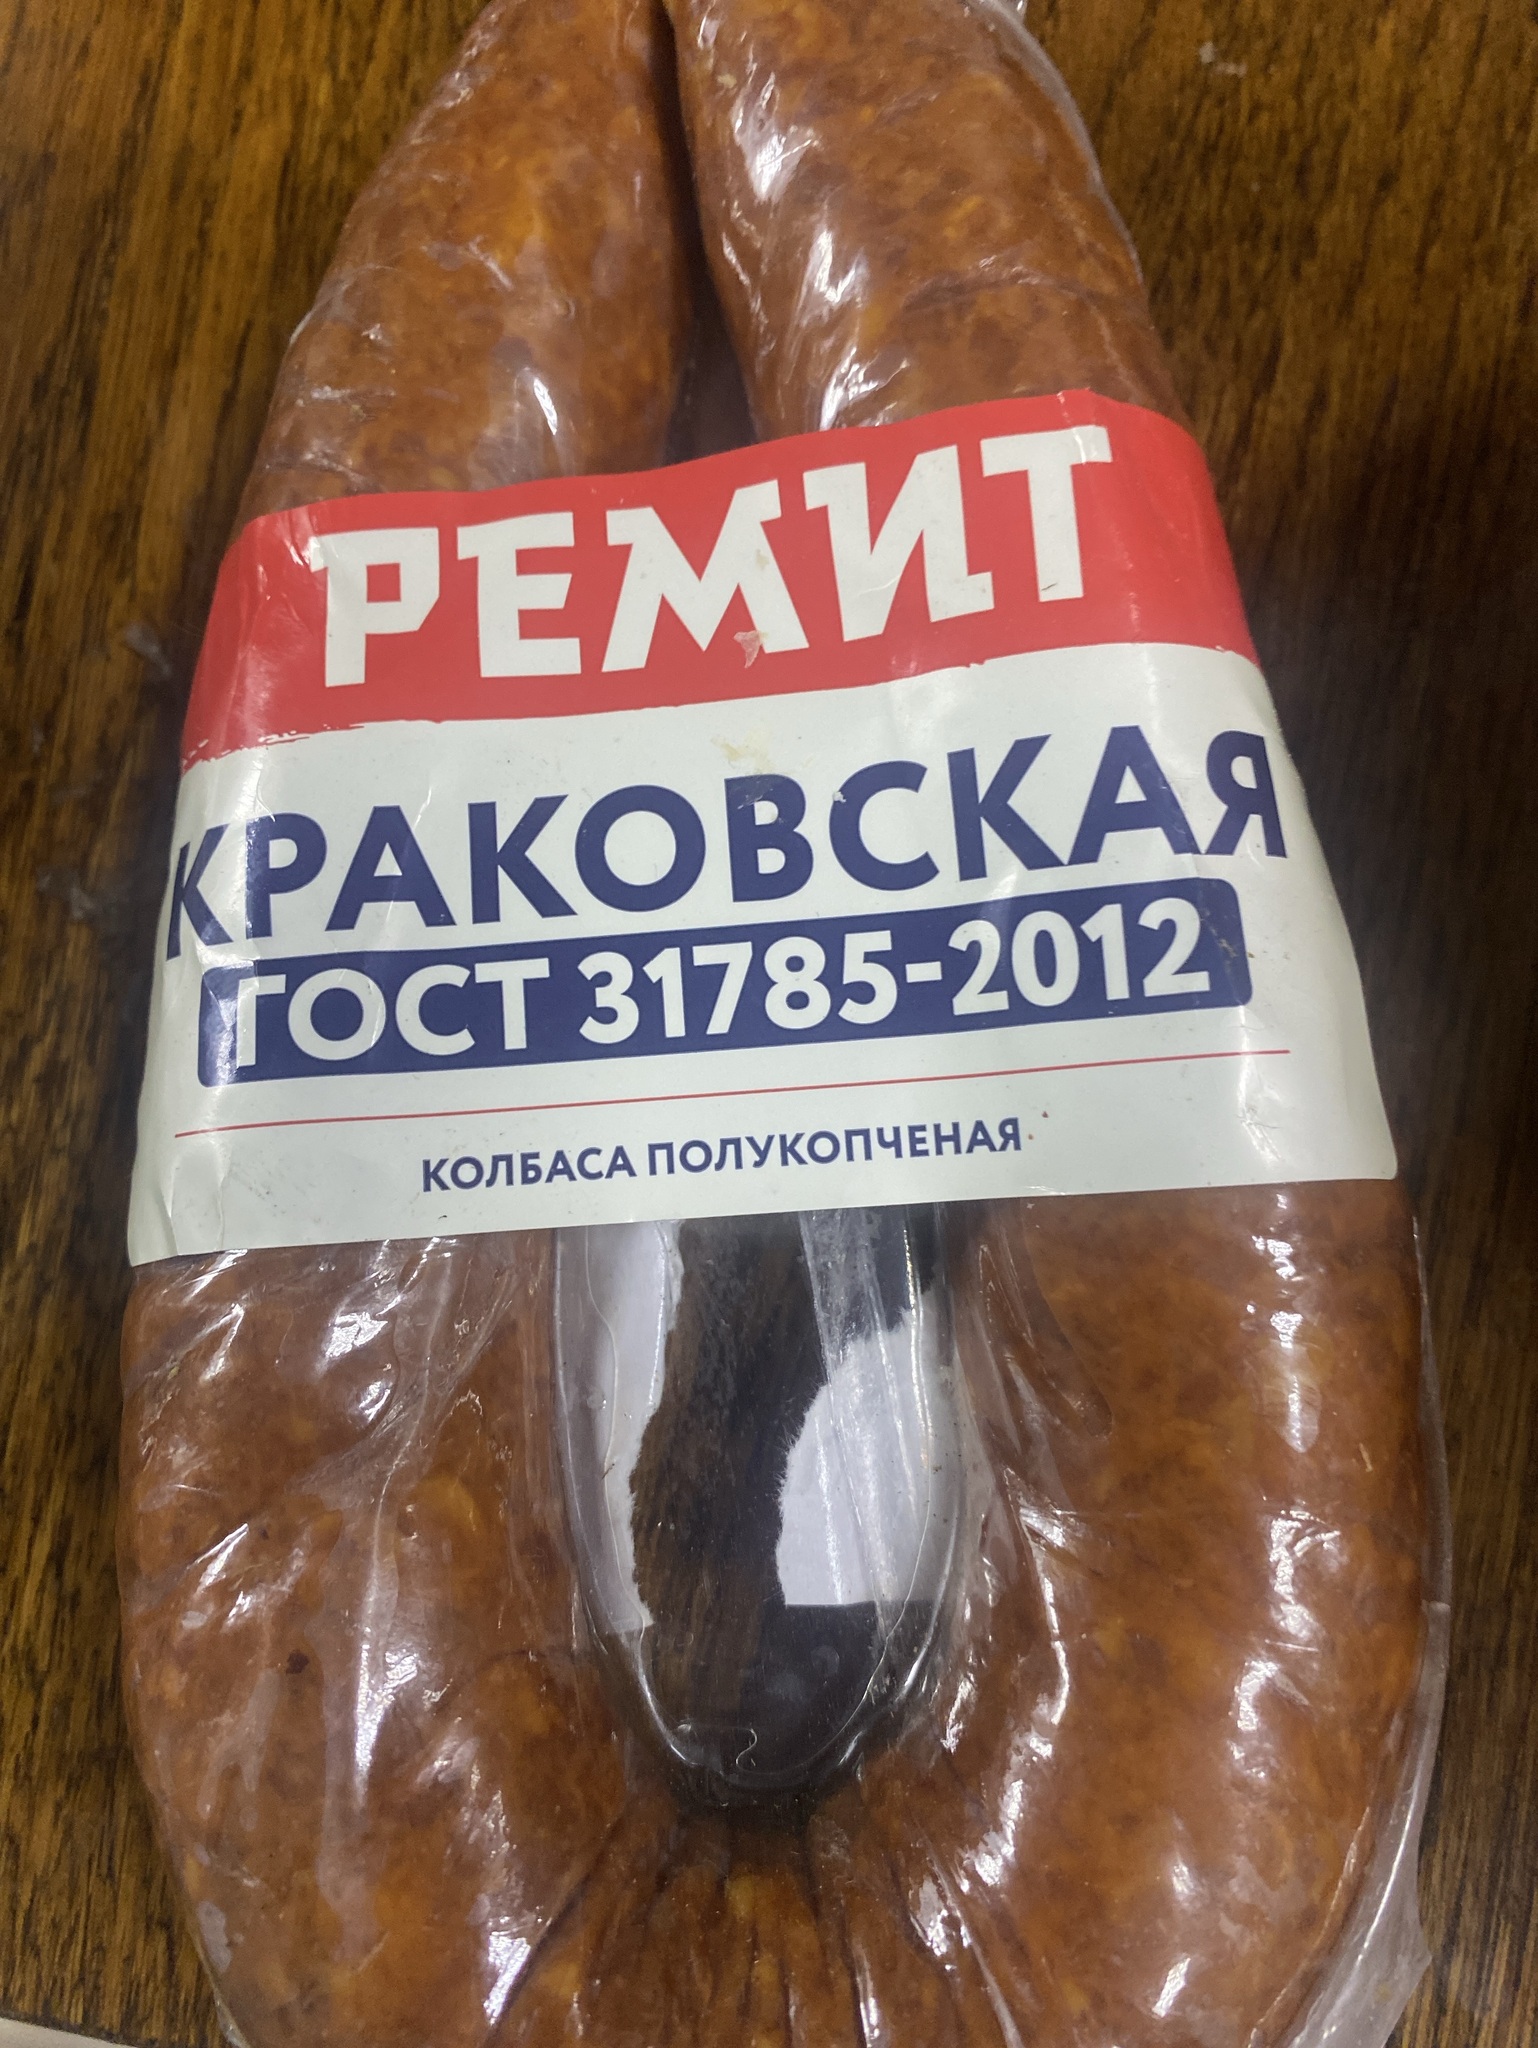 РЕМИТ
КРАКОВСКАЯ
ГОСТ 31785-2012
КОЛБАСА ПОЛУКОПЧЕНАЯ